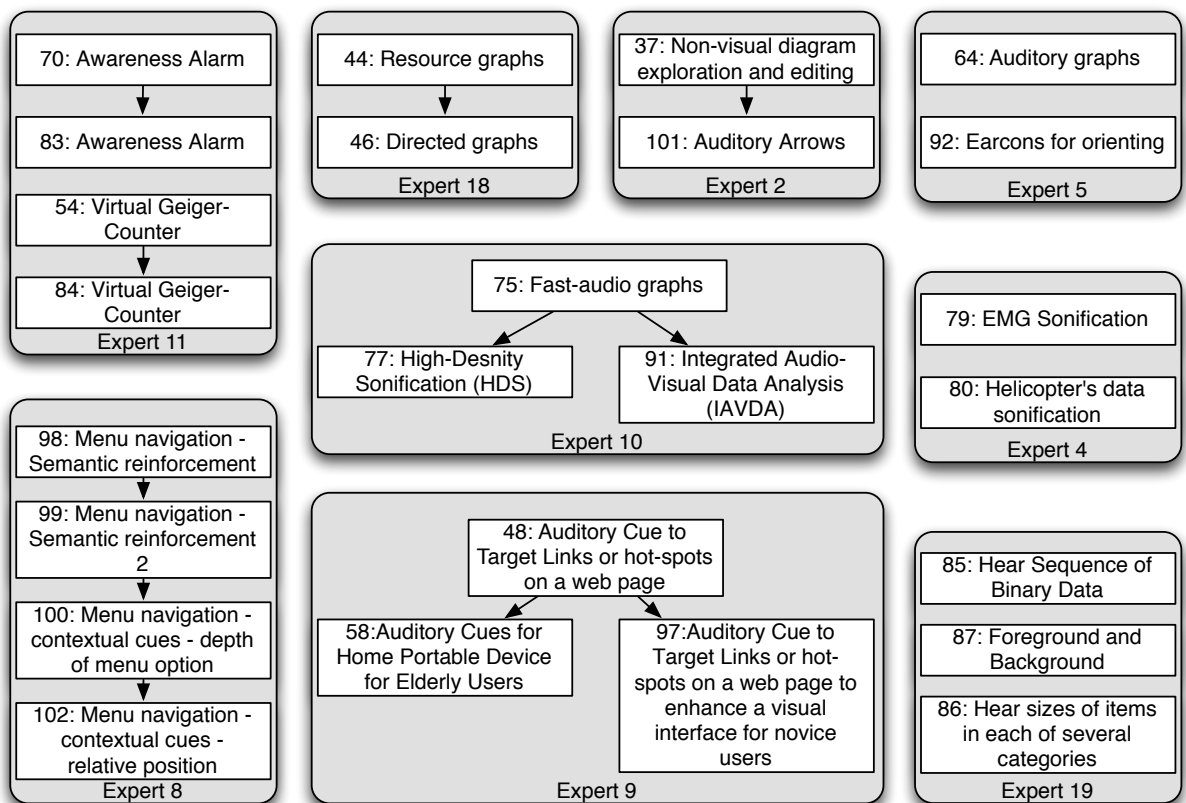 70: Awareness Alarm
83: Awareness Alarm
54: Virtual Geiger-
Counter
84: Virtual Geiger-
Counter
Expert 11
44: Resource graphs
46: Directed graphs
Expert 18
37: Non-visual diagram
exploration and editing
101: Auditory Arrows
Expert 2
64: Auditory graphs
92: Earcons for orienting
Expert 5
75: Fast-audio graphs
77: High-Desnity
Sonification (HDS)
91: Integrated Audio-
Visual Data Analysis
(IAVDA)
Expert 10
79: EMG Sonification
80: Helicopter's data
sonification
Expert 4
98: Menu navigation -
Semantic reinforcement
99: Menu navigation -
Semantic reinforcement
2
100: Menu navigation -
contextual cues - depth
of menu option
102: Menu navigation -
contextual cues -
relative position
Expert 8
48: Auditory Cue to
Target Links or hot-spots
on a web page
58:Auditory Cues for
Home Portable Device
for Elderly Users
97:Auditory Cue to
Target Links or hot-
spots on a web page to
enhance a visual
interface for novice
users
Expert 9
85: Hear Sequence of
Binary Data
87: Foreground and
Background
86: Hear sizes of items
in each of several
categories
Expert 19